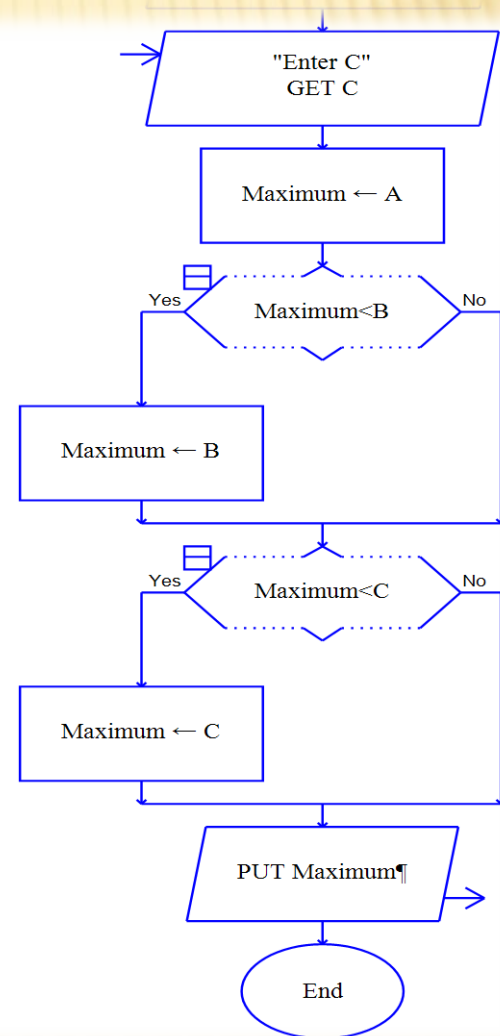 "Enter C"
GET C
Maximum ← A
Yes
Maximum<B
No
Maximum ← B
Yes
Maximum<C
No
Maximum ← C
PUT Maximum¶
End